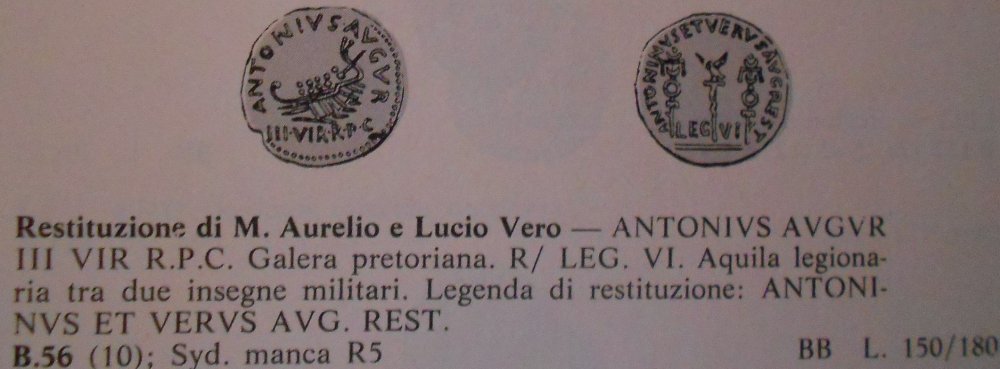 ANTONIVS AVGVR
III·VIR·R·P·C
ANTONINVS ET VERVS AVG REST
LEG VI
Restituzione di M. Aurelio e Lucio Vero — ANTONIVS AVGVR
III VIR R.P.C. Galera pretoriana. R/ LEG. VI. Aquila legiona-
ria tra due insegne militari. Legenda di restituzione: ANTONI-
NVS ET VERVS AVG. REST.
B.56 (10); Syd. manca R5 BB L. 150/180